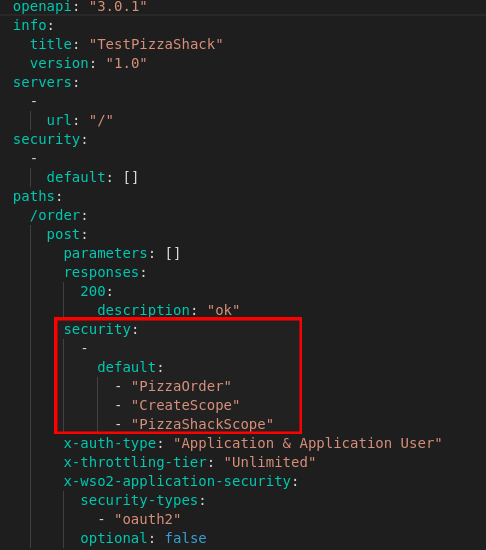 openapi: "3.0.1"
info:
  title: "TestPizzaShack"
  version: "1.0"
servers:
  -
    url: "/"
security:
  -
    default: []
paths:
  /order:
    post:
      parameters: []
      responses:
        200:
          description: "ok"
      security:
        -
          default:
            - "PizzaOrder"
            - "CreateScope"
            - "PizzaShackScope"
      x-auth-type: "Application & Application User"
      x-throttling-tier: "Unlimited"
      x-wso2-application-security:
        security-types:
          - "oauth2"
        optional: false